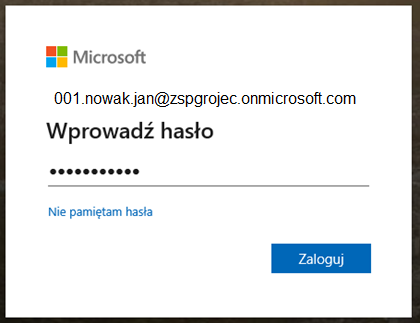 Microsoft
001.nowak.jan@zspgrojec.onmicrosoft.com
Wprowadź hasło
•••••••••••
Nie pamiętam hasła
Zaloguj